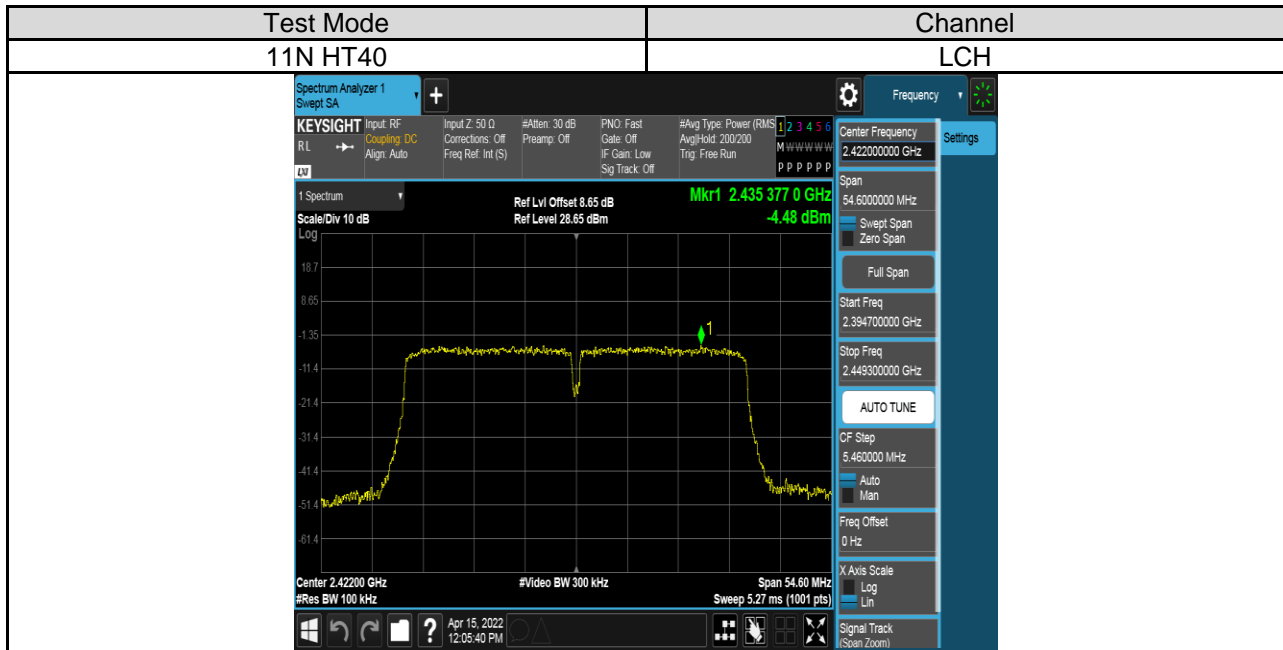 Test Mode Channel
11N HT40 LCH
Spectrum Analyzer 1
Swept SA
+
Frequency
KEYSIGHT Input: RF Input Z: 50 Ω #Atten: 30 dB PNO: Fast #Avg Type: Power (RMS 1 2 3 4 5 6
RL Coupling: DC Corrections: Off Preamp: Off Gate: Off Avg|Hold: 200/200 M W W W W W
Align: Auto Freq Ref: Int (S) IF Gain: Low Trig: Free Run
LXI Sig Track: Off P P P P P P
1 Spectrum Ref Lvl Offset 8.65 dB Mkr1 2.435 377 0 GHz
Scale/Div 10 dB Ref Level 28.65 dBm -4.48 dBm
Log
18.7
8.65
-1.35
-11.4
-21.4
-31.4
-41.4
-51.4
-61.4
1
Center 2.42200 GHz #Video BW 300 kHz Span 54.60 MHz
#Res BW 100 kHz Sweep 5.27 ms (1001 pts)
? Apr 15, 2022
12:05:40 PM
Center Frequency
2.422000000 GHz
Settings
Span
54.6000000 MHz
Swept Span
Zero Span
Full Span
Start Freq
2.394700000 GHz
Stop Freq
2.449300000 GHz
AUTO TUNE
CF Step
5.460000 MHz
Auto
Man
Freq Offset
0 Hz
X Axis Scale
Log
Lin
Signal Track
(Span Zoom)